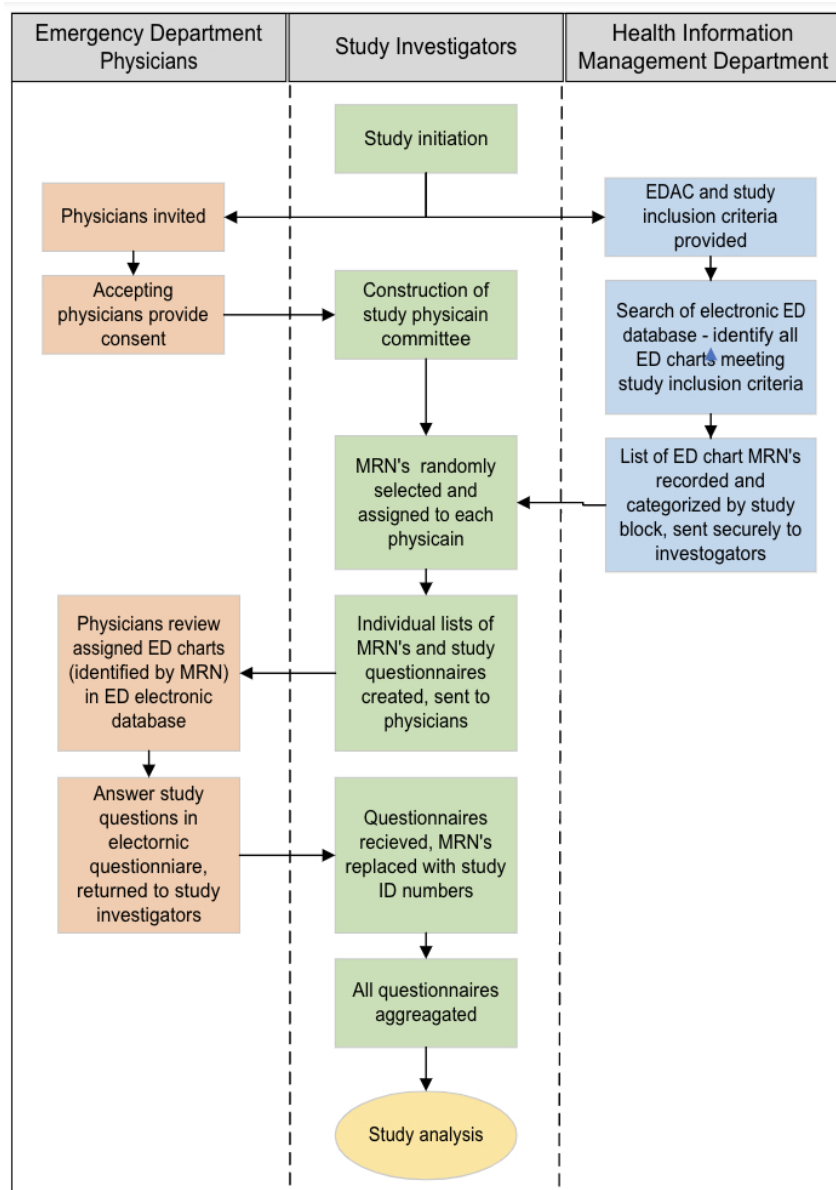 Emergency Department
Physicians
Study Investigators
Health Information
Management Department
Study initiation
Physicians invited
EDAC and study
inclusion criteria
provided
Accepting
physicians provide
consent
Construction of
study physicain
committee
Search of electronic ED
database - identify all
ED charts meeting
study inclusion criteria
MRN's randomly
selected and
assigned to each
physicain
List of ED chart MRN's
recorded and
categorized by study
block, sent securely to
investogators
Physicians review
assigned ED charts
(identified by MRN)
in ED electronic
database
Individual lists of
MRN's and study
questionnaires
created, sent to
physicians
Answer study
questions in
electornic
questionniare,
returned to study
investigators
Questionnaires
recieved, MRN's
replaced with study
ID numbers
All questionnaires
aggreagated
Study analysis